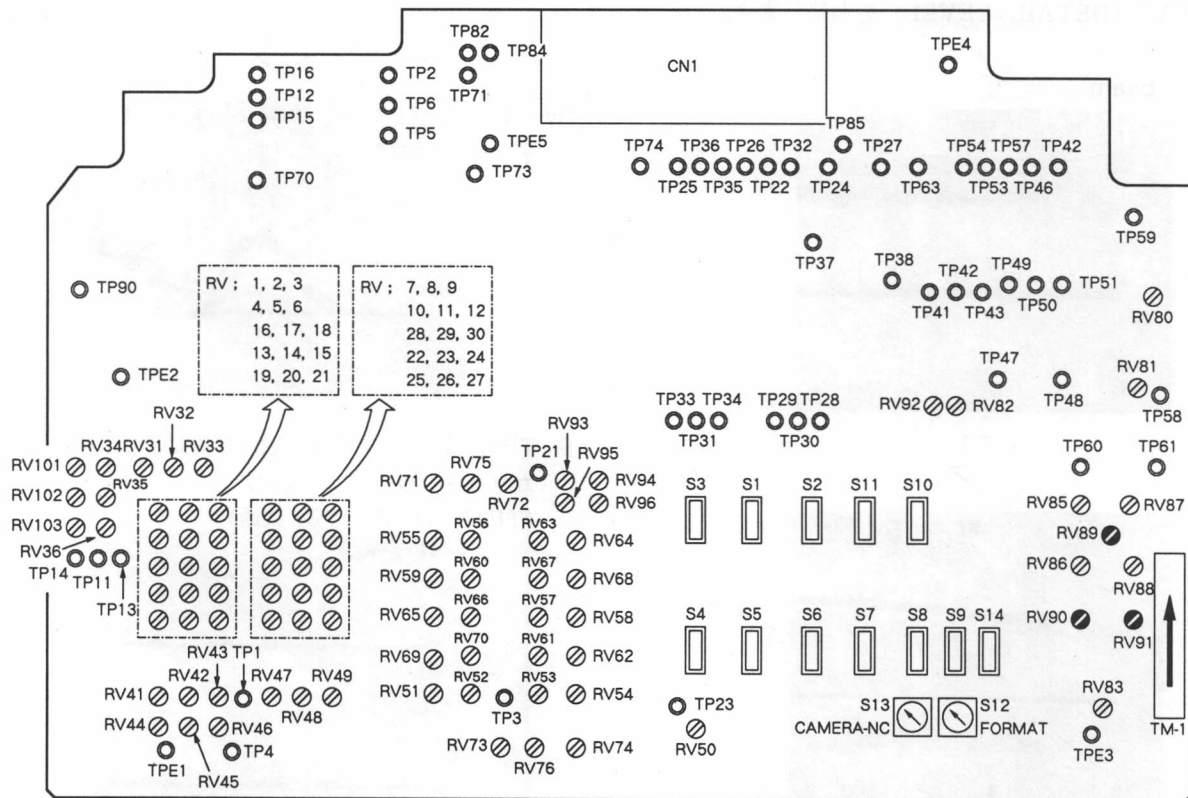 (DETAIL LEVEL
TP82
TP84
TPE4
CN1
TP16 TP2
TP71
TP12
TP6
TP15
TP5
TPE5 TP85
TP74 TP36 TP26 TP32 TP27 TP54 TP57 TP42
TP70 TP73
TP25 TP35 TP22 TP24 TP63 TP53 TP46
TP59
TP37
TP38 TP42 TP49 TP51
TP90
TP41 TP43 TP50
RV80
RV ; 1, 2, 3
4, 5, 6
16, 17, 18
13, 14, 15
19, 20, 21
RV ; 7, 8, 9
10, 11, 12
28, 29, 30
22, 23, 24
25, 26, 27
TPE2
TP47 RV81
TP48
RV92 RV82
TP58
RV32
TP33 TP34 TP29 TP28
TP31 TP30
RV34 RV31 RV33
RV93
TP21 RV95
RV101
RV75
TP60 TP61
RV71 RV72 RV94
RV35
RV102
RV96
S3 S1 S2 S11 S10
RV85 RV87
RV103
RV56 RV63
RV36
RV55 RV64
RV89
TP14 TP11
TP13
RV60 RV67
RV59 RV68
RV86 RV88
RV66 RV57
RV65 RV58
S4 S5 S6 S7 S8 S9 S14
RV90 RV91
RV70 RV61
RV43 TP1
RV69 RV62
RV42 RV47 RV49
RV52 RV53
RV41 RV48
RV51 TP3 RV54
RV83
TP23
S13 S12
RV44 RV46
CAMERA-NC FORMAT
TM-1
RV73 RV76 RV74
RV50
TPE1 RV45 TP4
TPE3